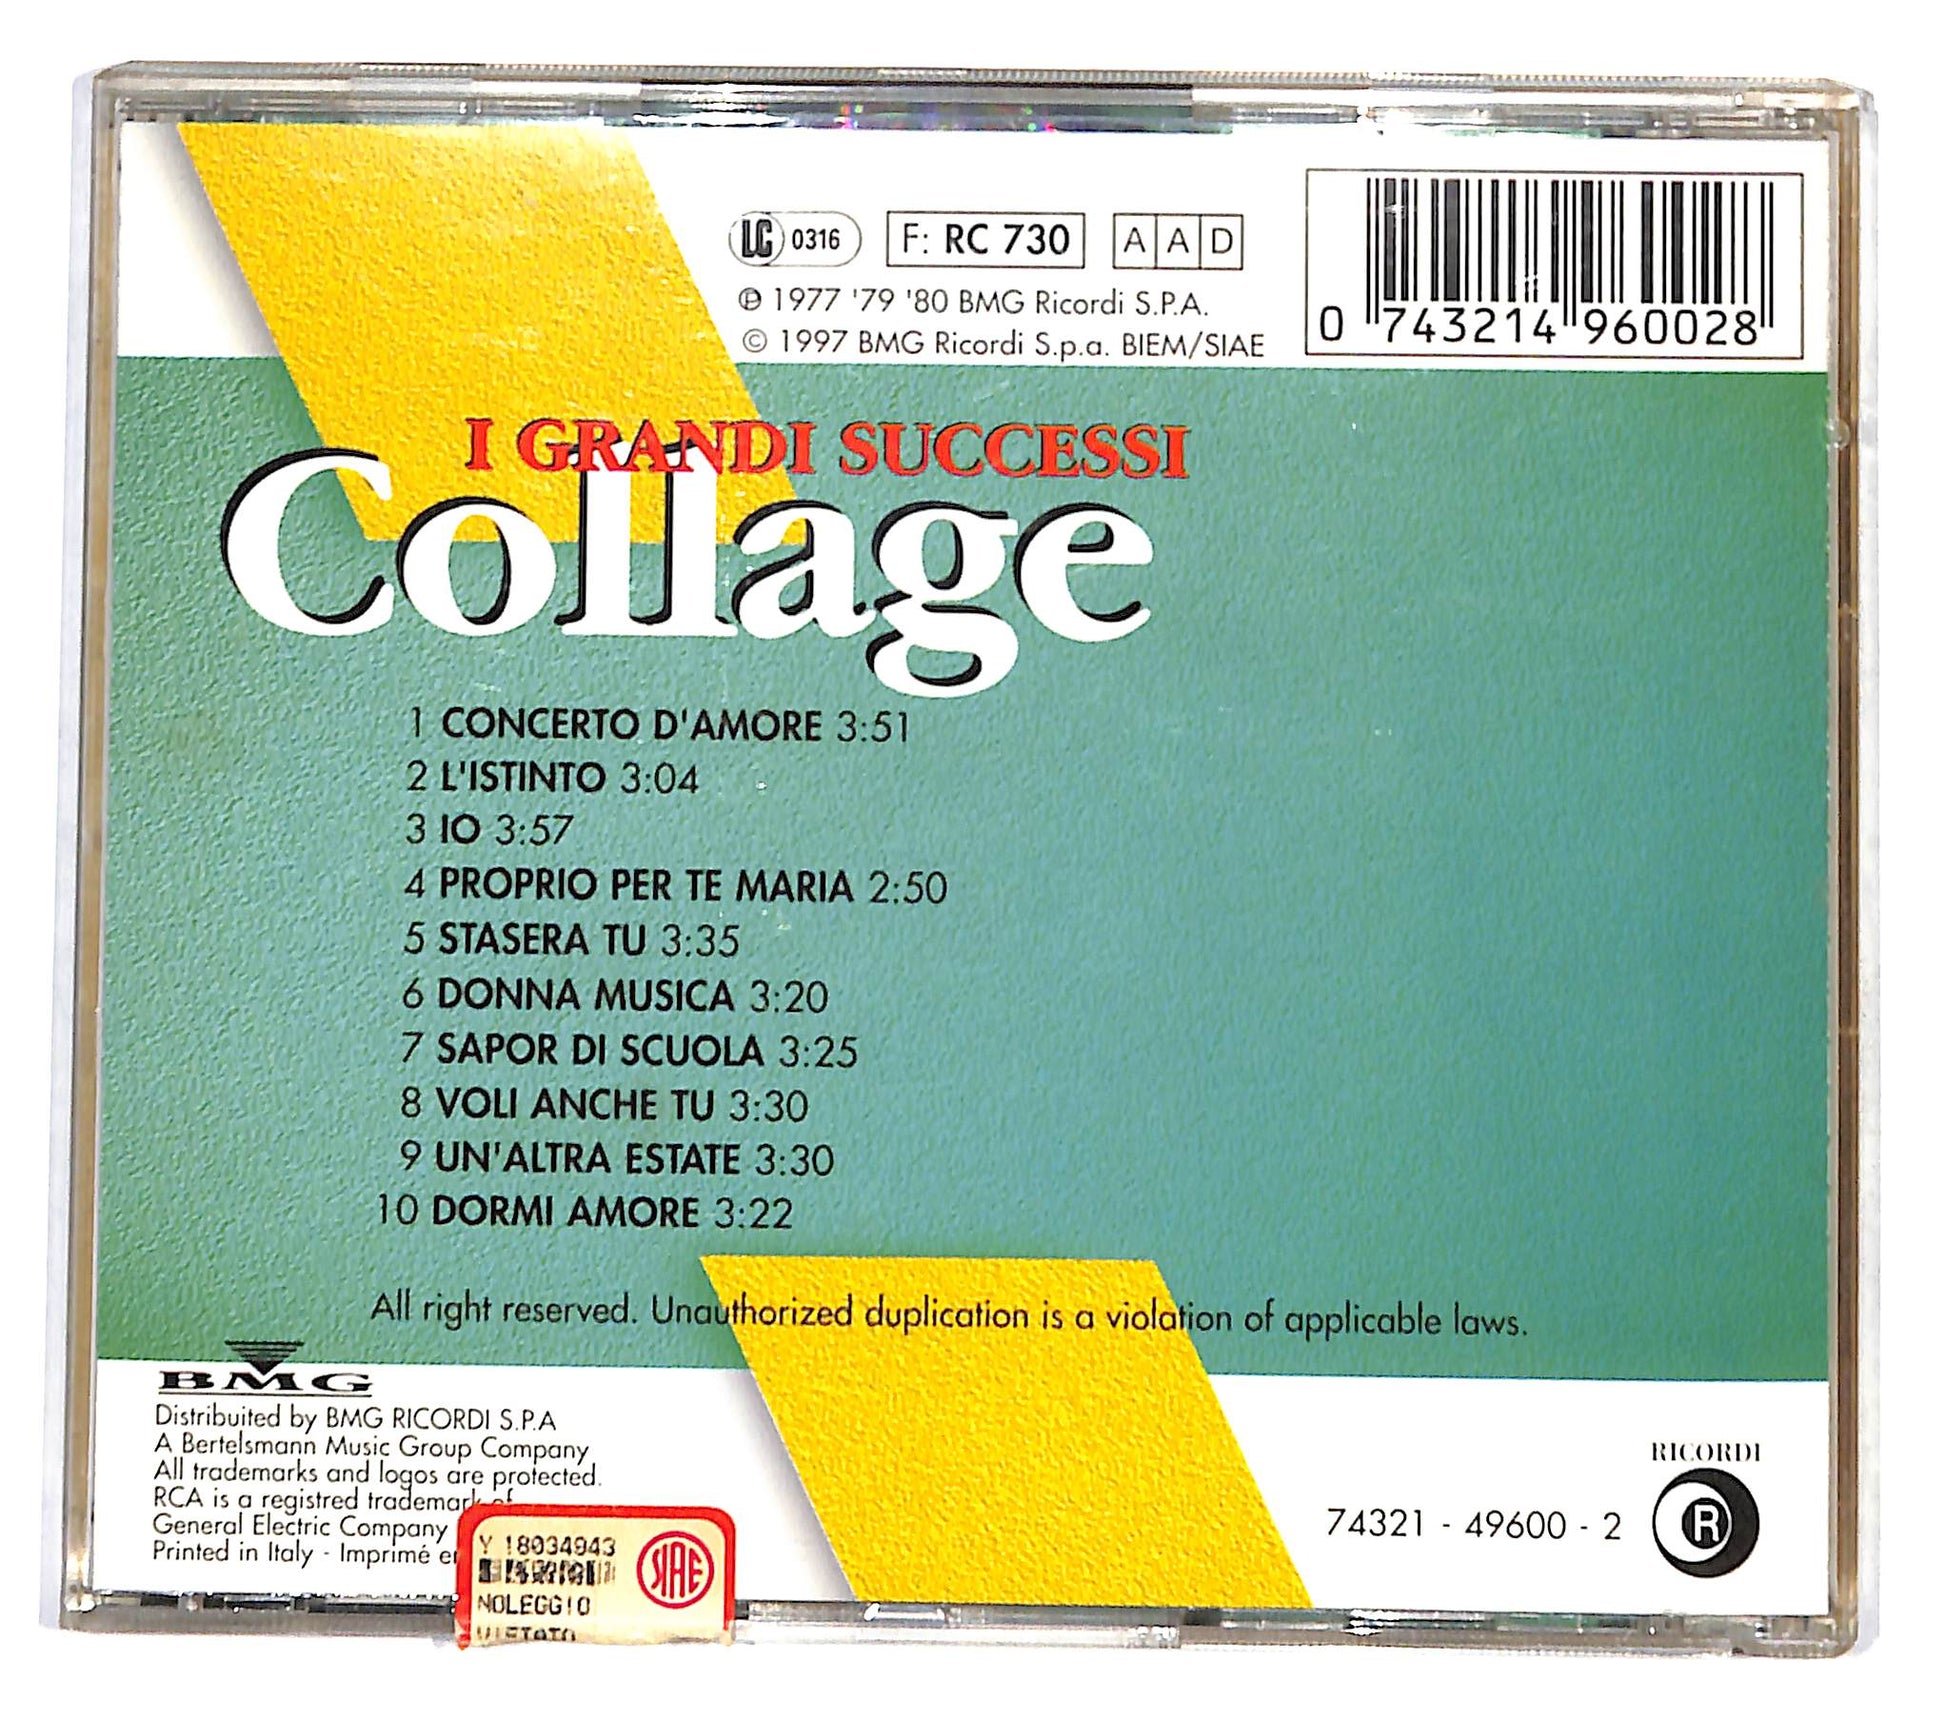 LC 0316 F: RC 730 A A D
℗ 1977 '79 '80 BMG Ricordi S.P.A.
© 1997 BMG Ricordi S.p.a. BIEM/SIAE
0 743214 960028
I GRANDI SUCCESSI
Collage
1 CONCERTO D'AMORE 3:51
2 L'ISTINTO 3:04
3 IO 3:57
4 PROPRIO PER TE MARIA 2:50
5 STASERA TU 3:35
6 DONNA MUSICA 3:20
7 SAPOR DI SCUOLA 3:25
8 VOLI ANCHE TU 3:30
9 UN'ALTRA ESTATE 3:30
10 DORMI AMORE 3:22
All right reserved. Unauthorized duplication is a violation of applicable laws.
BMG
Distribuited by BMG RICORDI S.P.A
A Bertelsmann Music Group Company
All trademarks and logos are protected.
RCA is a registred trademark of
General Electric Company
Printed in Italy - Imprimé
Y 18034943
SIAE
NOLEGGIO
VIETATO
RICORDI
74321 - 49600 - 2
R